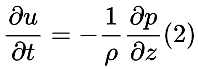 ∂u/∂t = −(1/ρ) ∂p/∂z (2)